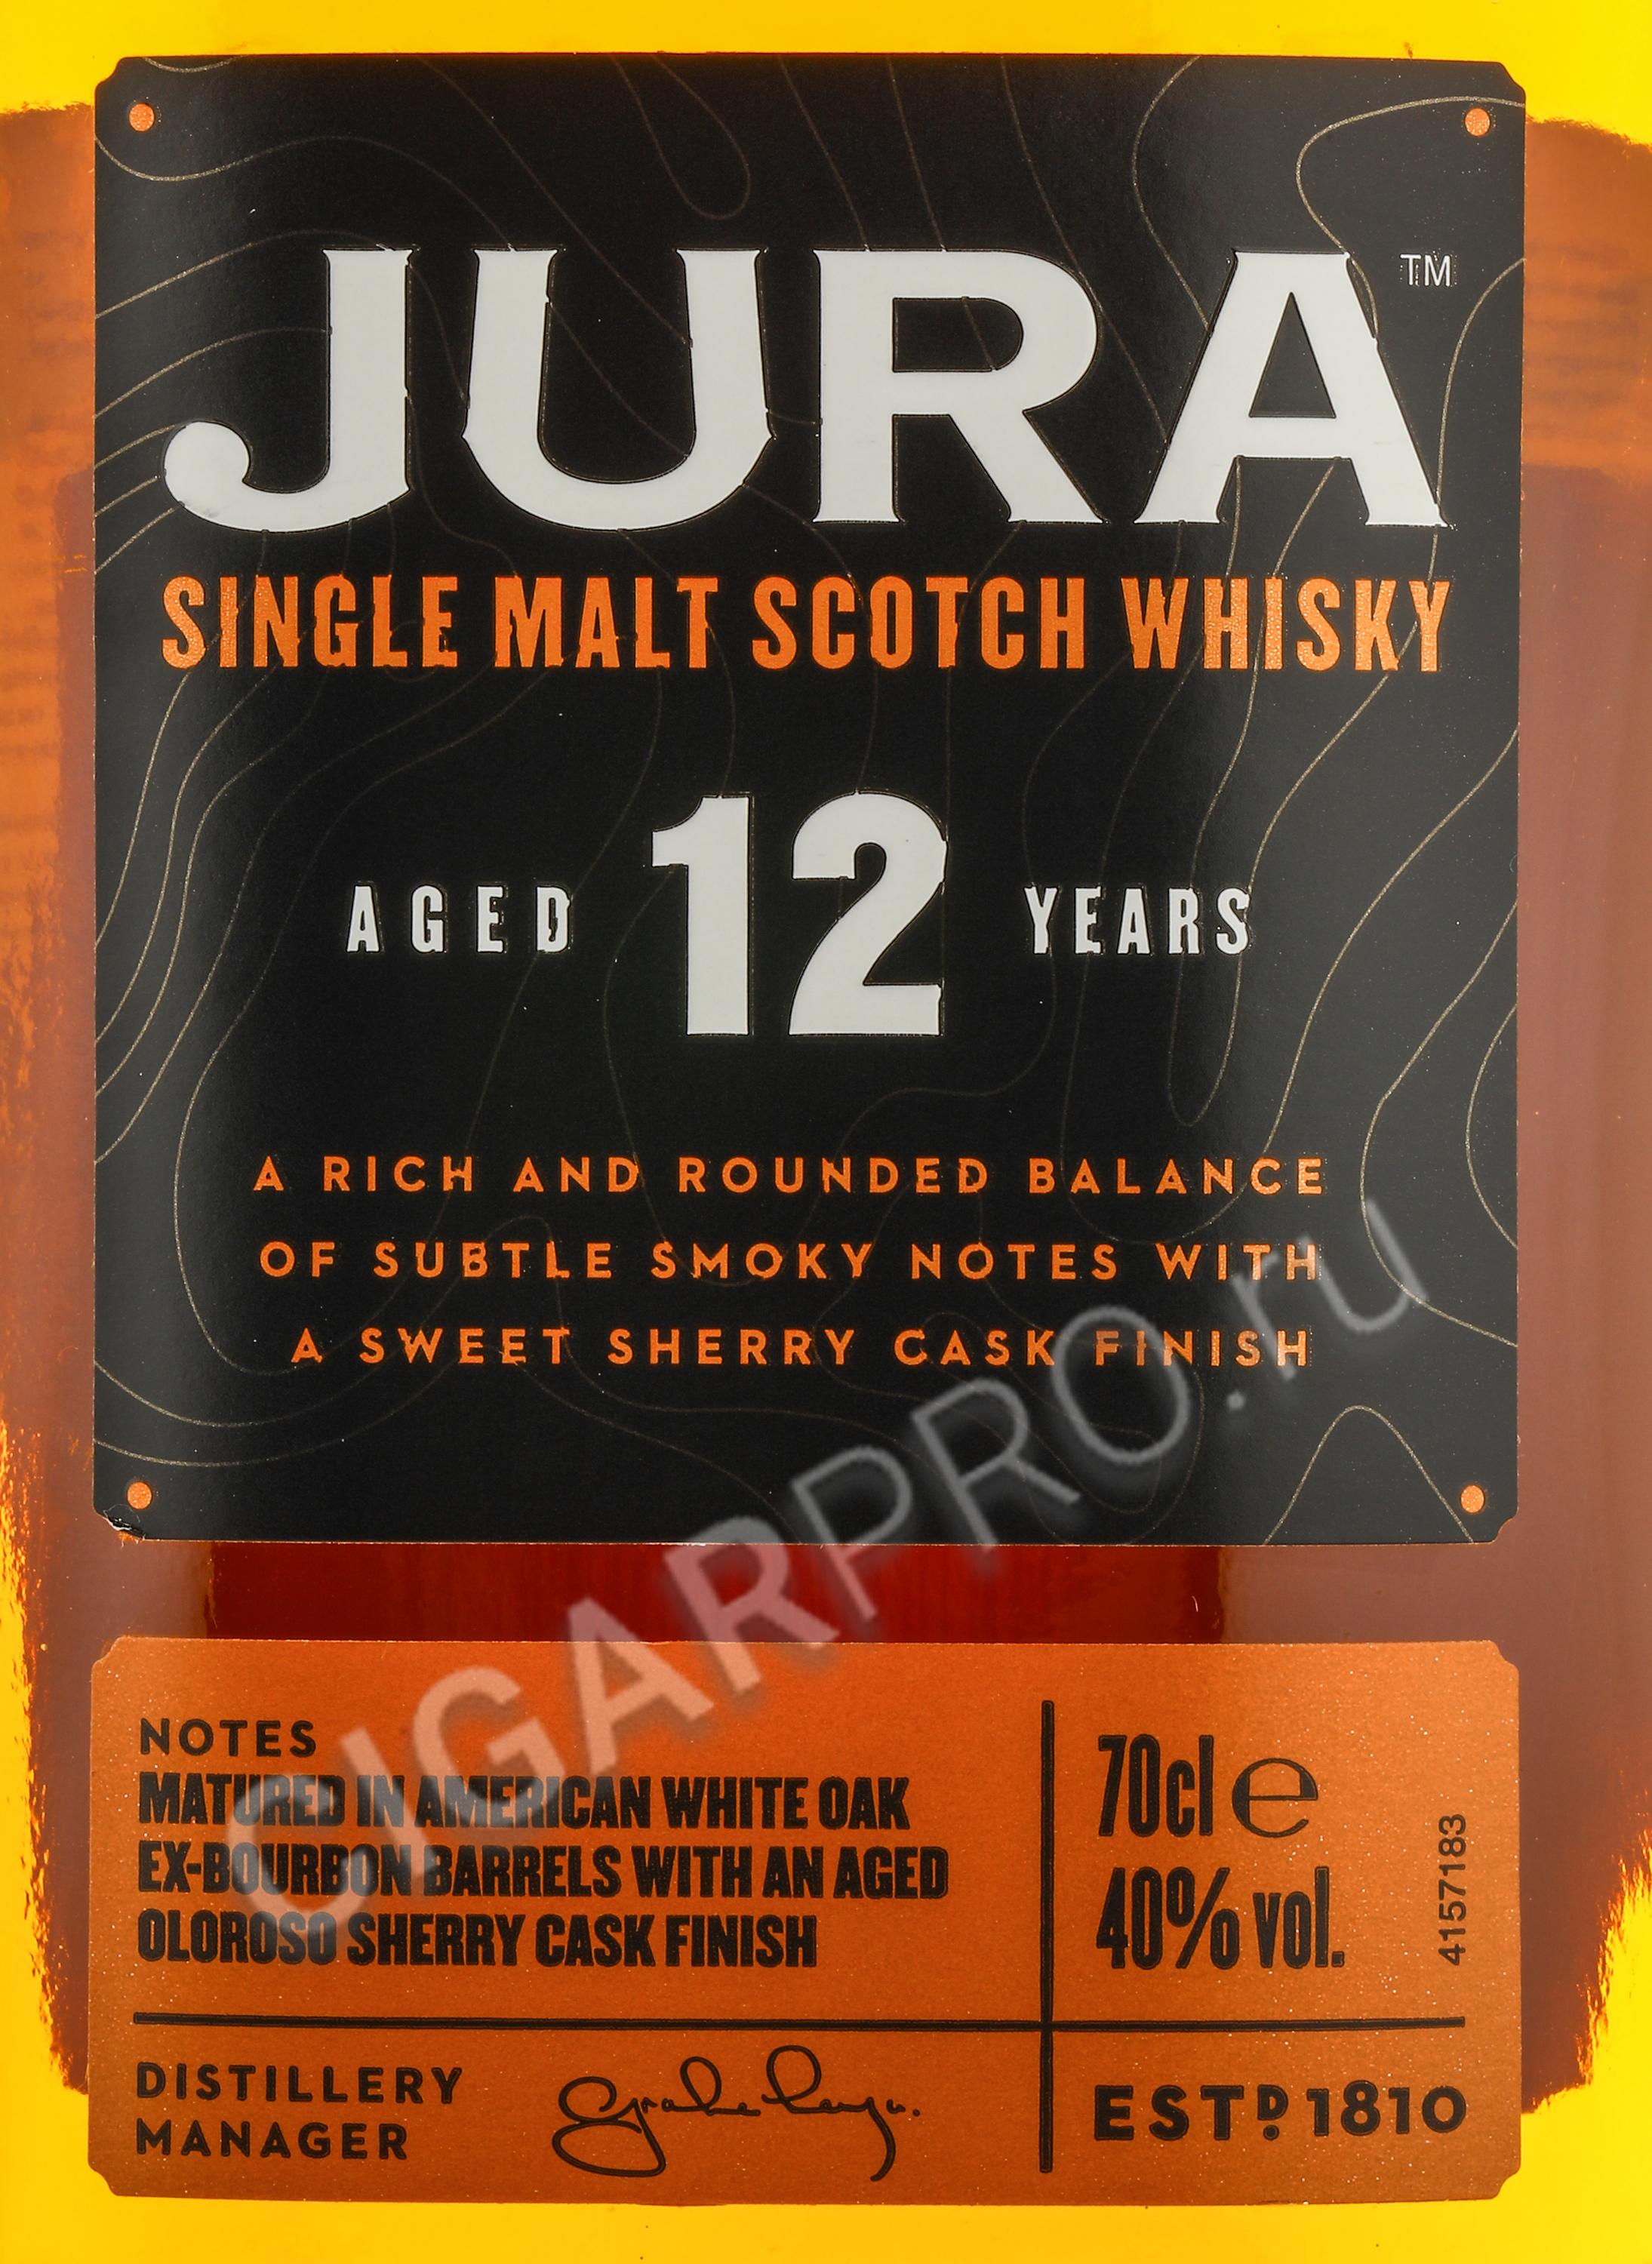 JURA™
SINGLE MALT SCOTCH WHISKY
AGED 12 YEARS
A RICH AND ROUNDED BALANCE
OF SUBTLE SMOKY NOTES WITH
A SWEET SHERRY CASK FINISH
NOTES
MATURED IN AMERICAN WHITE OAK
EX-BOURBON BARRELS WITH AN AGED
OLOROSO SHERRY CASK FINISH
70cl e
40% vol.
4157183
DISTILLERY
MANAGER
ESTD 1810
CIGARPRO.ru